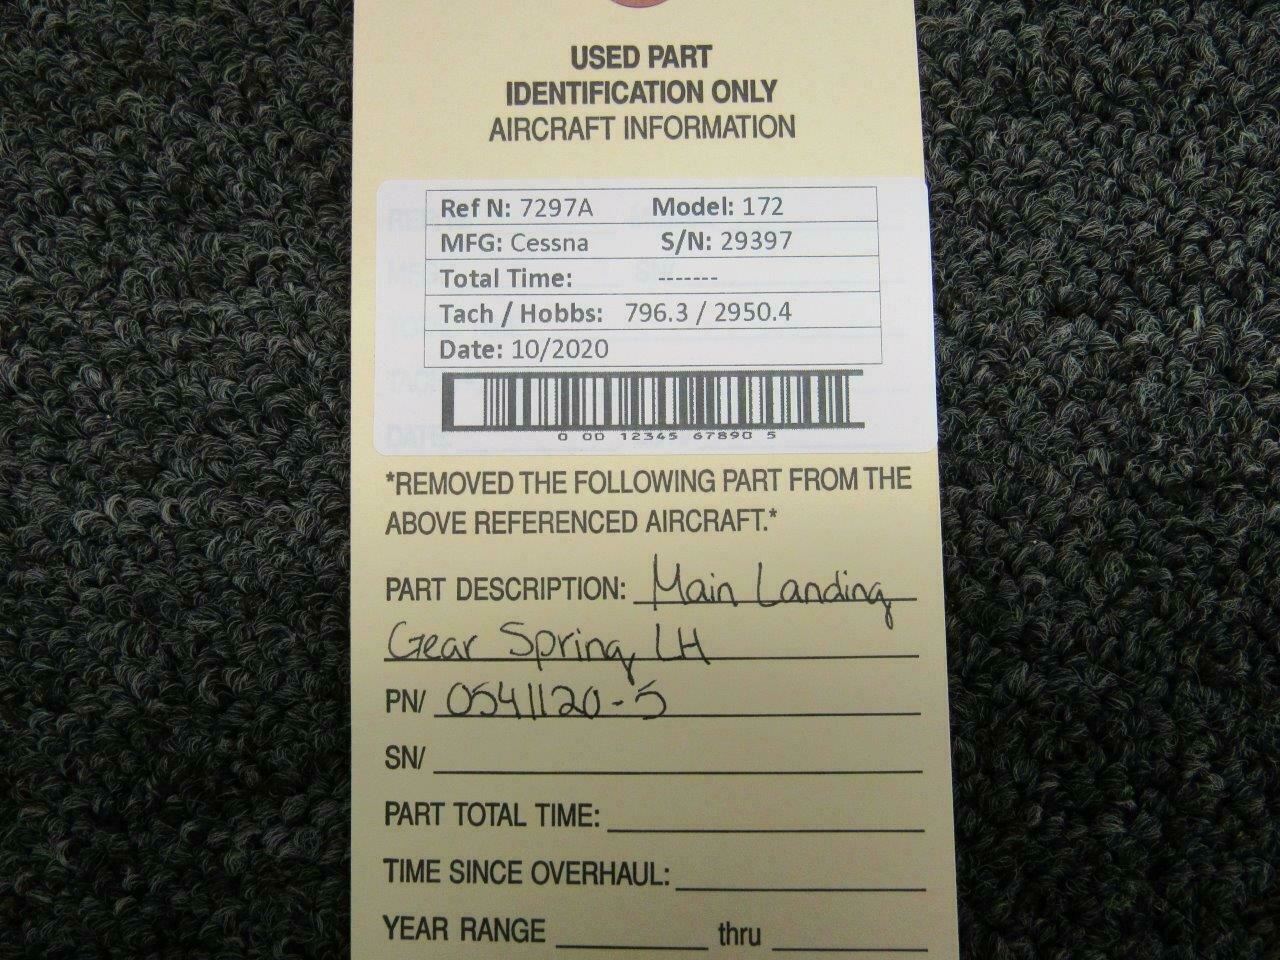 USED PART
IDENTIFICATION ONLY
AIRCRAFT INFORMATION
Ref N: 7297A Model: 172
MFG: Cessna S/N: 29397
Total Time: -------
Tach / Hobbs: 796.3 / 2950.4
Date: 10/2020
0 00 12345 67890 5
*REMOVED THE FOLLOWING PART FROM THE
ABOVE REFERENCED AIRCRAFT.*
PART DESCRIPTION: Main Landing
Gear Spring, LH
PN/ 0541120-5
SN/
PART TOTAL TIME:
TIME SINCE OVERHAUL:
YEAR RANGE thru